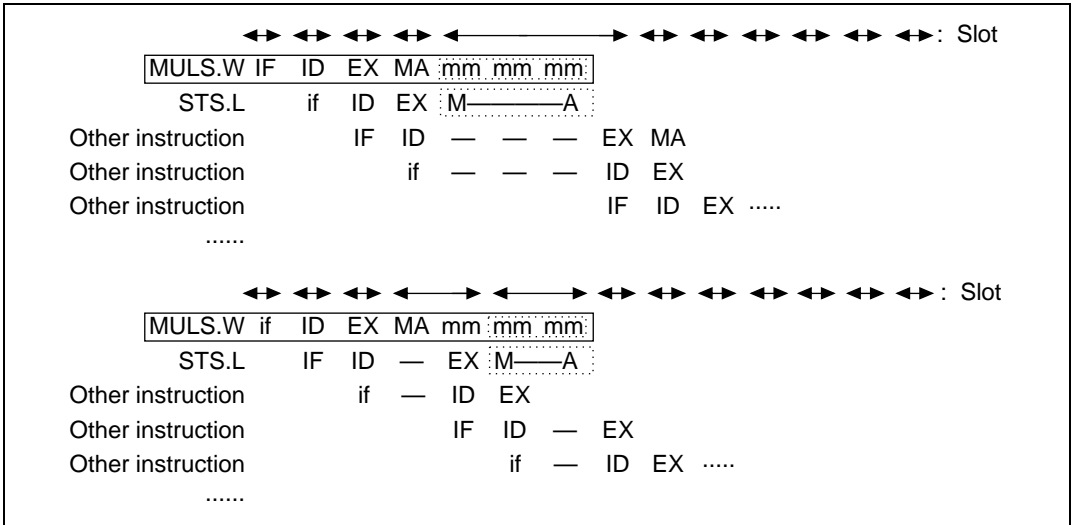 : Slot
MULS.W IF ID EX MA mm mm mm
STS.L if ID EX M———A
Other instruction IF ID — — — EX MA
Other instruction if — — — ID EX
Other instruction IF ID EX .....
......
: Slot
MULS.W if ID EX MA mm mm mm
STS.L IF ID — EX M——A
Other instruction if — ID EX
Other instruction IF ID — EX
Other instruction if — ID EX .....
......